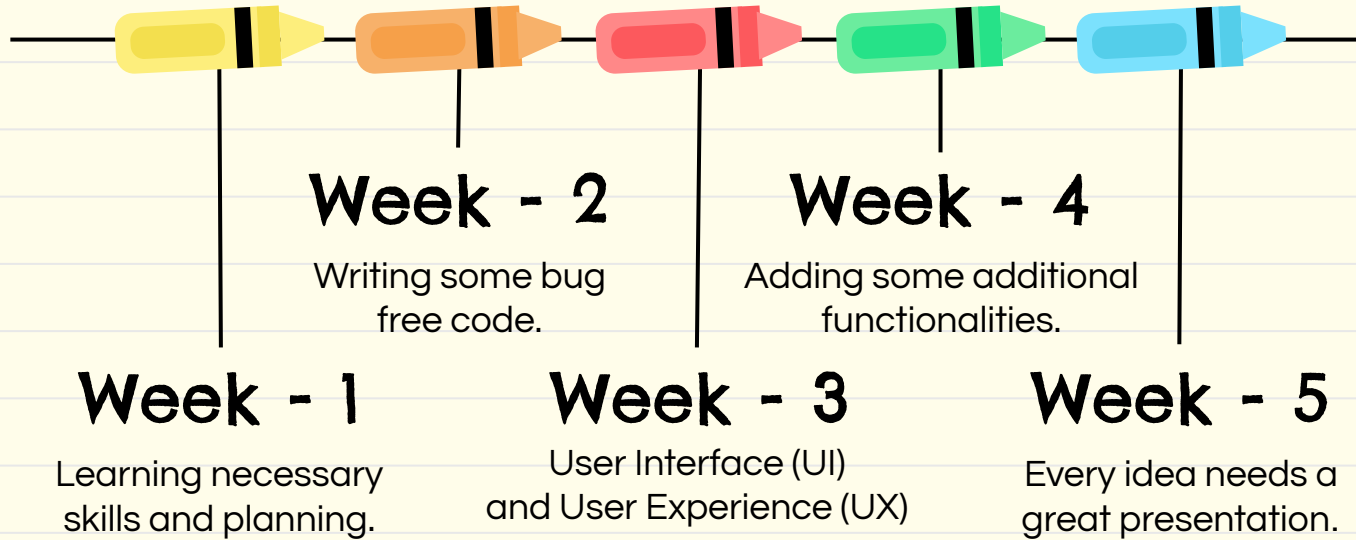 Week - 1
Learning necessary
skills and planning.
Week - 2
Writing some bug
free code.
Week - 3
User Interface (UI)
and User Experience (UX)
Week - 4
Adding some additional
functionalities.
Week - 5
Every idea needs a
great presentation.